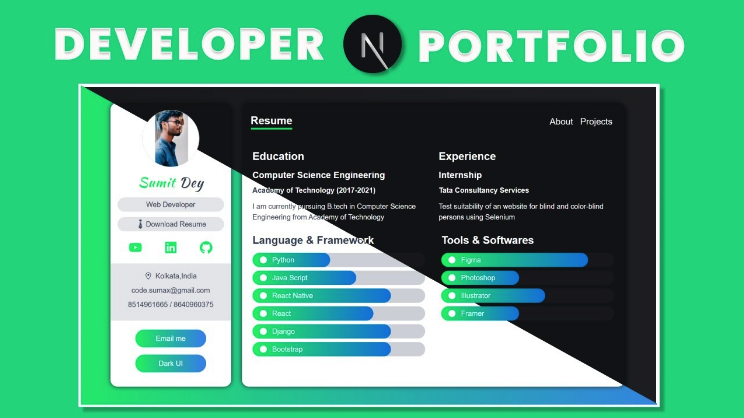 DEVELOPER N PORTFOLIO
Resume
About Projects
Sumit Dey
Web Developer
Download Resume
Kolkata,India
code.sumax@gmail.com
8514961665 / 8640960375
Email me
Dark UI
Education
Computer Science Engineering
Academy of Technology (2017-2021)
I am currently pursuing B.tech in Computer Science
Engineering from Academy of Technology
Experience
Internship
Tata Consultancy Services
Test suitability of an website for blind and color-blind
persons using Selenium
Language & Framework
Python
Java Script
React Native
React
Django
Bootstrap
Tools & Softwares
Figma
Photoshop
Illustrator
Framer